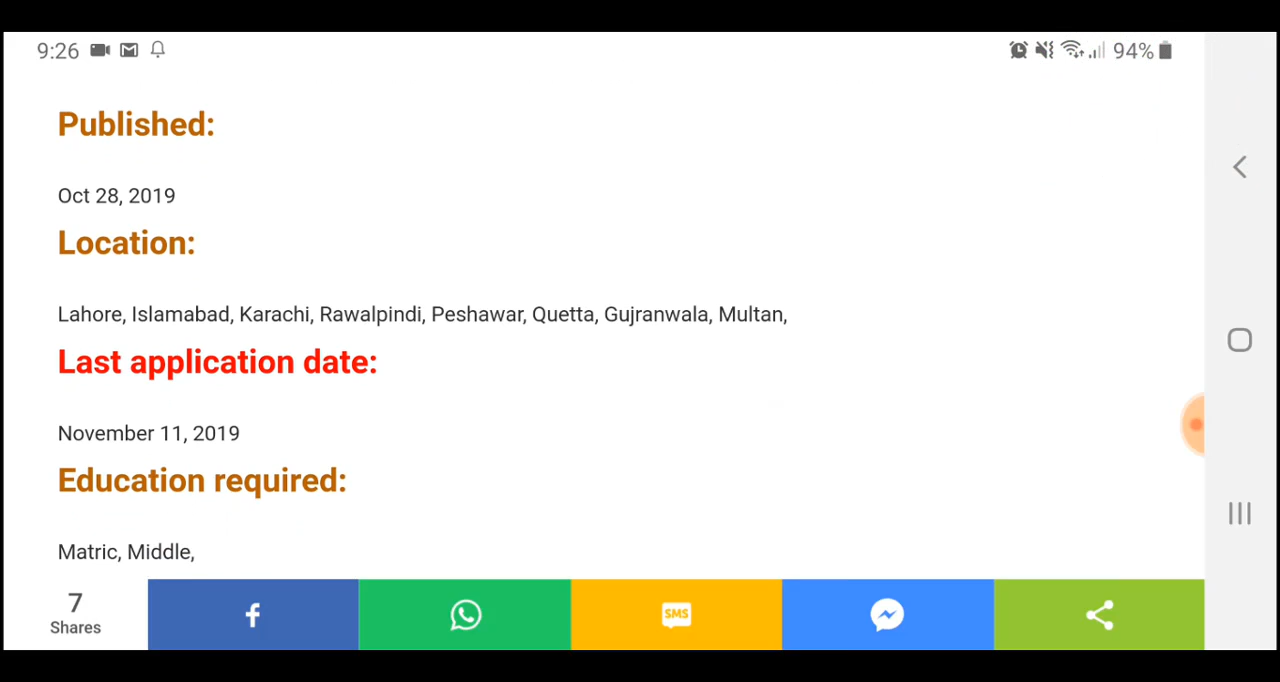 9:26 94%
Published:
Oct 28, 2019
Location:
Lahore, Islamabad, Karachi, Rawalpindi, Peshawar, Quetta, Gujranwala, Multan,
Last application date:
November 11, 2019
Education required:
Matric, Middle,
7
Shares
SMS